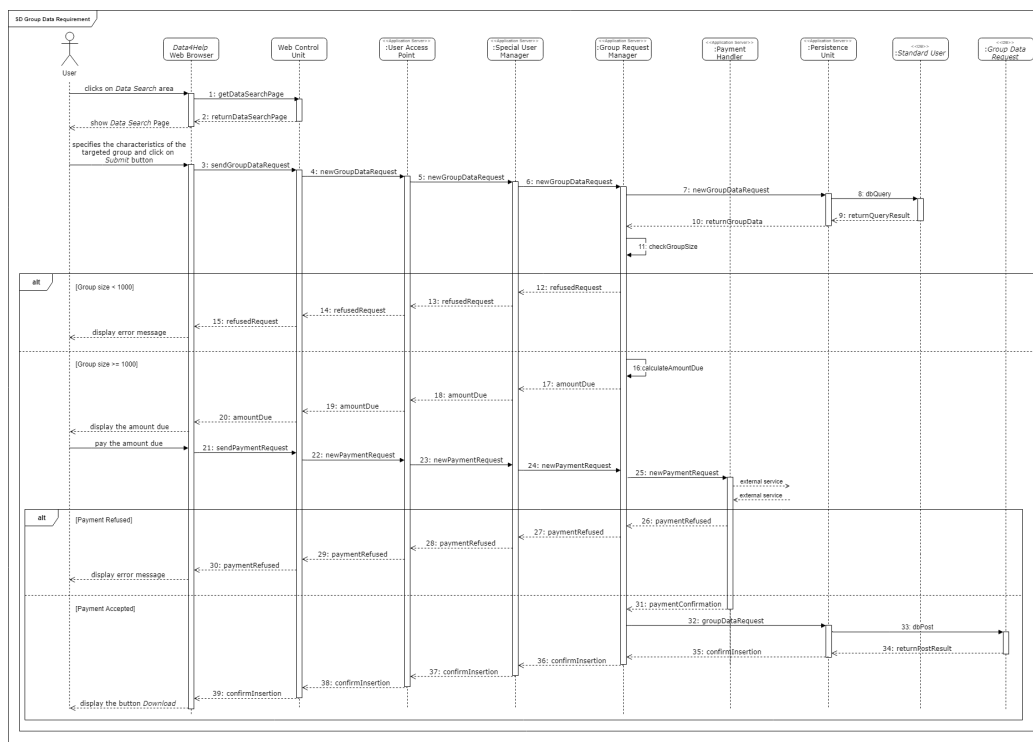 SD Group Data Requirement
User
Data4Help
Web Browser
Web Control
Unit
<<Application Server>>
:User Access
Point
<<Application Server>>
:Special User
Manager
<<Application Server>>
:Group Request
Manager
<<Application Server>>
:Payment
Handler
<<Application Server>>
:Persistence
Unit
<<DB>>
:Standard User
<<DB>>
:Group Data
Request
clicks on Data Search area
1: getDataSearchPage
2: returnDataSearchPage
show Data Search Page
specifies the characteristics of the
targeted group and click on
Submit button
3: sendGroupDataRequest
4: newGroupDataRequest
5: newGroupDataRequest
6: newGroupDataRequest
7: newGroupDataRequest
8: dbQuery
9: returnQueryResult
10: returnGroupData
11: checkGroupSize
alt
[Group size < 1000]
12: refusedRequest
13: refusedRequest
14: refusedRequest
15: refusedRequest
display error message
[Group size >= 1000]
16:calculateAmountDue
17: amountDue
18: amountDue
19: amountDue
20: amountDue
display the amount due
pay the amount due
21: sendPaymentRequest
22: newPaymentRequest
23: newPaymentRequest
24: newPaymentRequest
25: newPaymentRequest
external service
external service
alt
[Payment Refused]
26: paymentRefused
27: paymentRefused
28: paymentRefused
29: paymentRefused
30: paymentRefused
display error message
[Payment Accepted]
31: paymentConfirmation
32: groupDataRequest
33: dbPost
34: returnPostResult
35: confirmInsertion
36: confirmInsertion
37: confirmInsertion
38: confirmInsertion
39: confirmInsertion
display the button Download